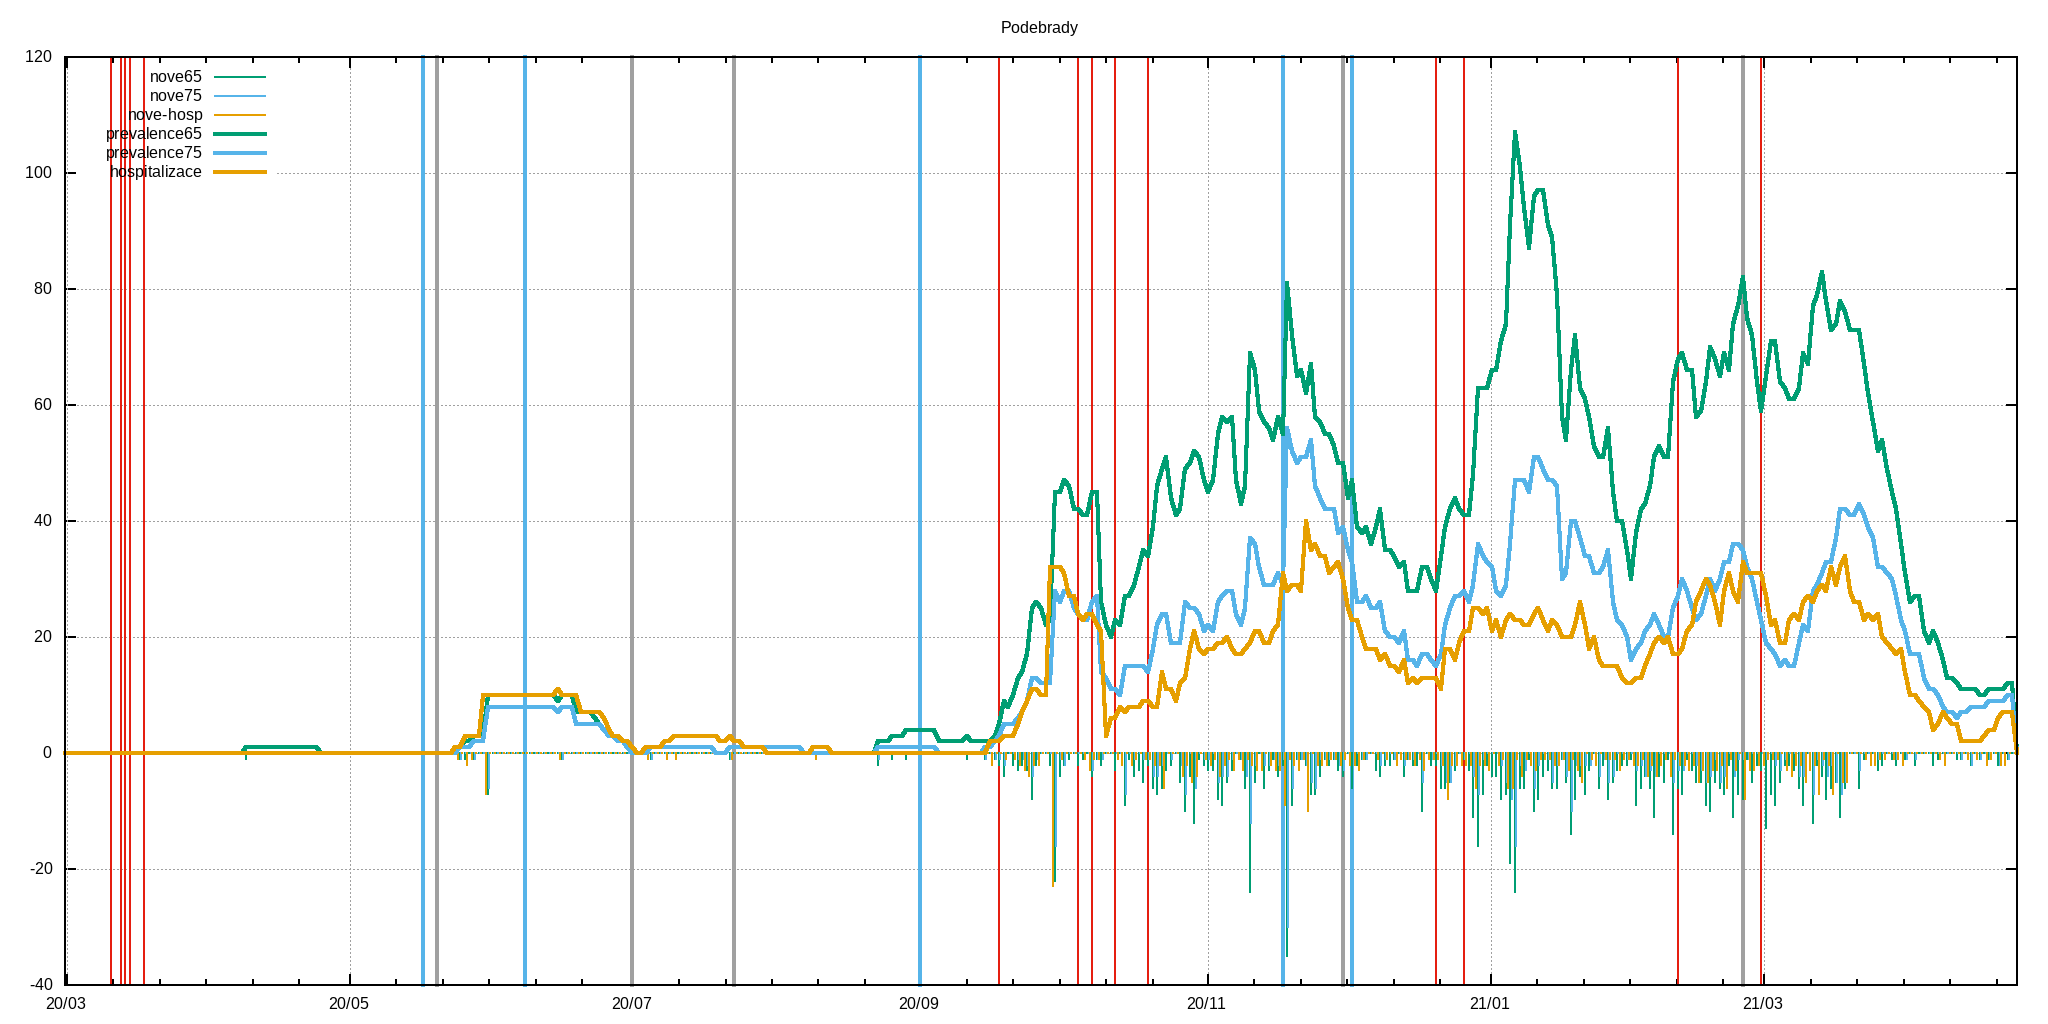 Podebrady
120
100
80
60
40
20
0
-20
-40
nove65
nove75
nove-hosp
prevalence65
prevalence75
hospitalizace
20/03 20/05 20/07 20/09 20/11 21/01 21/03